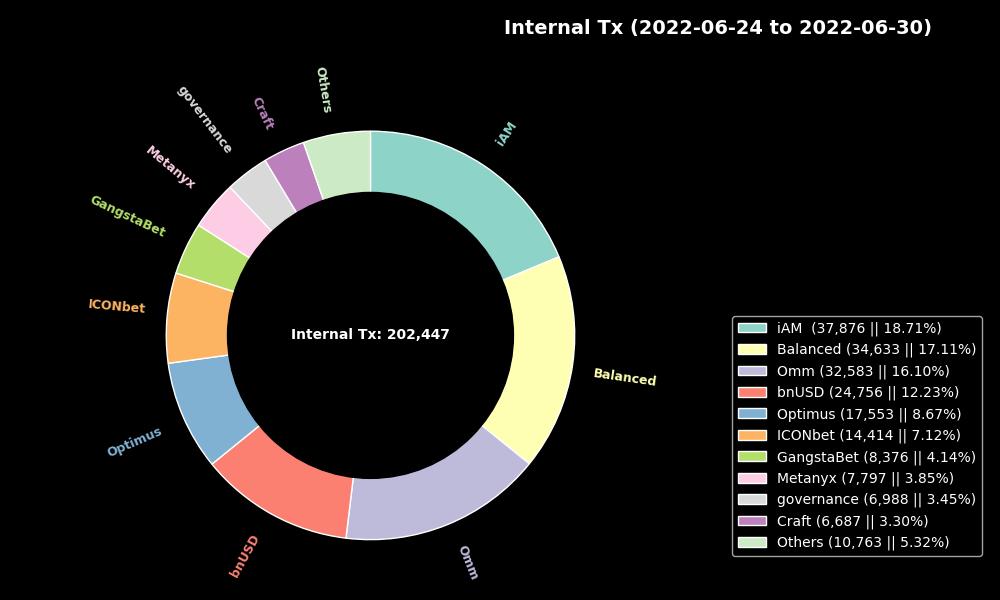 Internal Tx (2022-06-24 to 2022-06-30)
Others
Craft
governance
iAM
Metanyx
GangstaBet
ICONbet
Internal Tx: 202,447
Balanced
Optimus
bnUSD
Omm
iAM  (37,876 || 18.71%)
Balanced (34,633 || 17.11%)
Omm (32,583 || 16.10%)
bnUSD (24,756 || 12.23%)
Optimus (17,553 || 8.67%)
ICONbet (14,414 || 7.12%)
GangstaBet (8,376 || 4.14%)
Metanyx (7,797 || 3.85%)
governance (6,988 || 3.45%)
Craft (6,687 || 3.30%)
Others (10,763 || 5.32%)